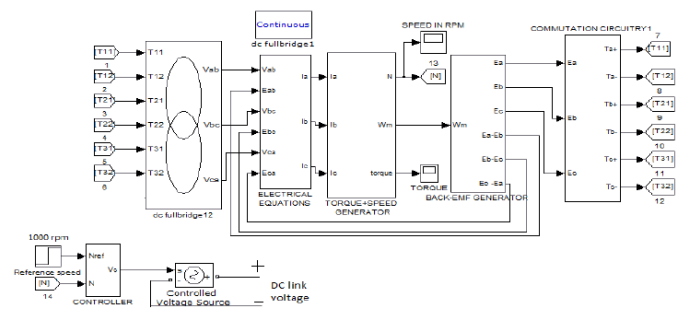 Continuous
dc fullbridge1
SPEED IN RPM
COMMUTATION CIRCUITRY1
[T11]
1
[T12]
2
[T21]
3
[T22]
4
[T31]
5
[T32]
6
T11
T12
T21
T22
T31
T32
Vab
Vbc
Vca
dc fullbridge12
Vab
Eab
Vbc
Ebc
Vca
Eca
Ia
Ib
Ic
ELECTRICAL
EQUATIONS
Ia
Ib
Ic
N
Wm
torque
TORQUE+SPEED
GENERATOR
13
[N]
TORQUE
Wm
Ea
Eb
Ec
Ea-Eb
Eb-Ec
Ec -Ea
BACK-EMF GENERATOR
Ea
Eb
Ec
Ta+
Ta-
Tb+
Tb-
Tc+
Tc-
7
[T11]
[T12]
8
[T21]
9
[T22]
10
[T31]
11
[T32]
12
1000 rpm
Reference speed
[N]
14
Nref
N
Vs
CONTROLLER
s
+
-
Controlled
Voltage Source
+
DC link
voltage
−